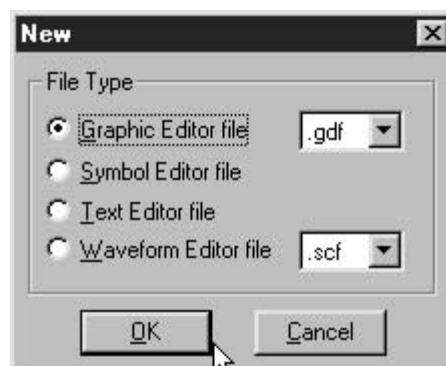 New
File Type
Graphic Editor file .gdf
Symbol Editor file
Text Editor file
Waveform Editor file .scf
OK Cancel